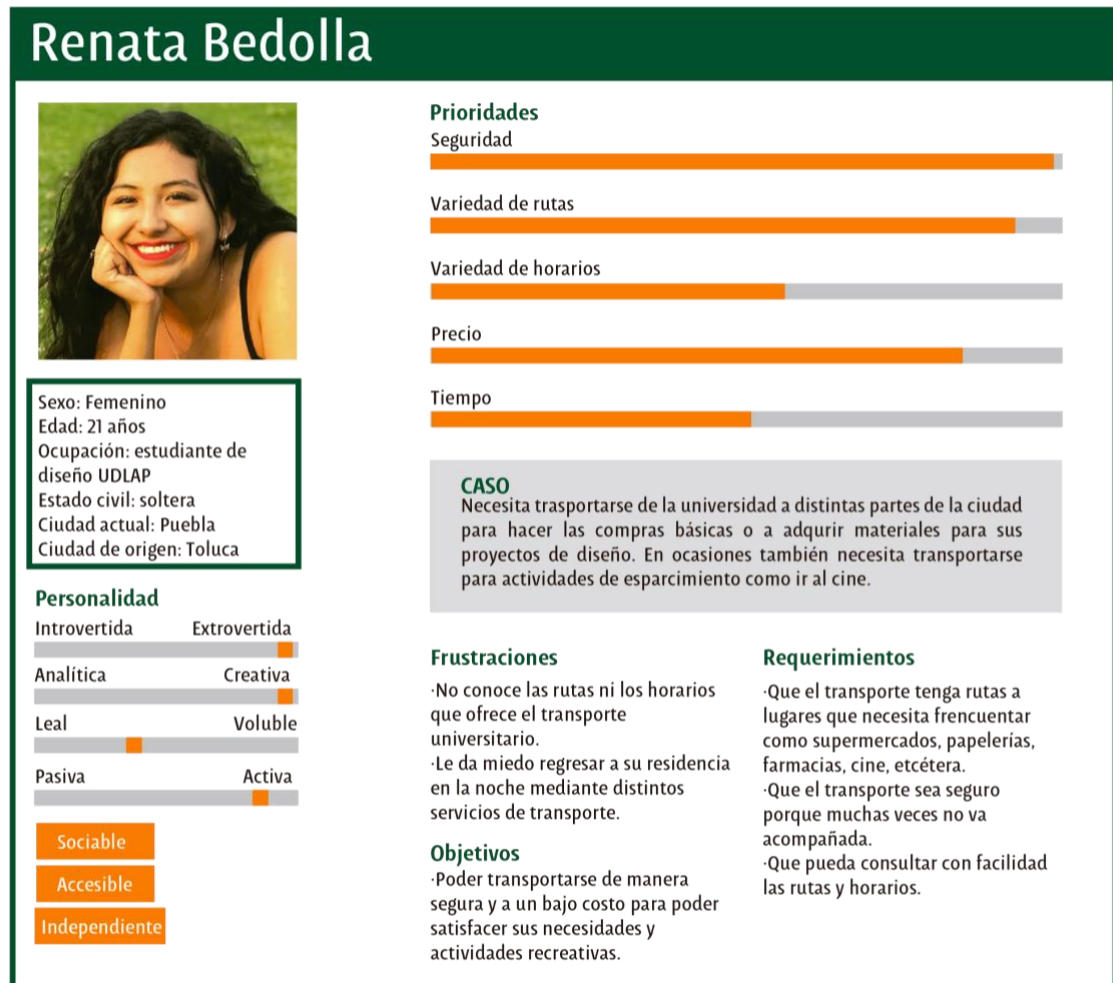 Renata Bedolla
Sexo: Femenino
Edad: 21 años
Ocupación: estudiante de
diseño UDLAP
Estado civil: soltera
Ciudad actual: Puebla
Ciudad de origen: Toluca
Personalidad
Introvertida Extrovertida
Analítica Creativa
Leal Voluble
Pasiva Activa
Sociable
Accesible
Independiente
Prioridades
Seguridad
Variedad de rutas
Variedad de horarios
Precio
Tiempo
CASO
Necesita trasportarse de la universidad a distintas partes de la ciudad
para hacer las compras básicas o a adqurir materiales para sus
proyectos de diseño. En ocasiones también necesita transportarse
para actividades de esparcimiento como ir al cine.
Frustraciones
·No conoce las rutas ni los horarios
que ofrece el transporte
universitario.
·Le da miedo regresar a su residencia
en la noche mediante distintos
servicios de transporte.
Objetivos
·Poder transportarse de manera
segura y a un bajo costo para poder
satisfacer sus necesidades y
actividades recreativas.
Requerimientos
·Que el transporte tenga rutas a
lugares que necesita frencuentar
como supermercados, papelerías,
farmacias, cine, etcétera.
·Que el transporte sea seguro
porque muchas veces no va
acompañada.
·Que pueda consultar con facilidad
las rutas y horarios.